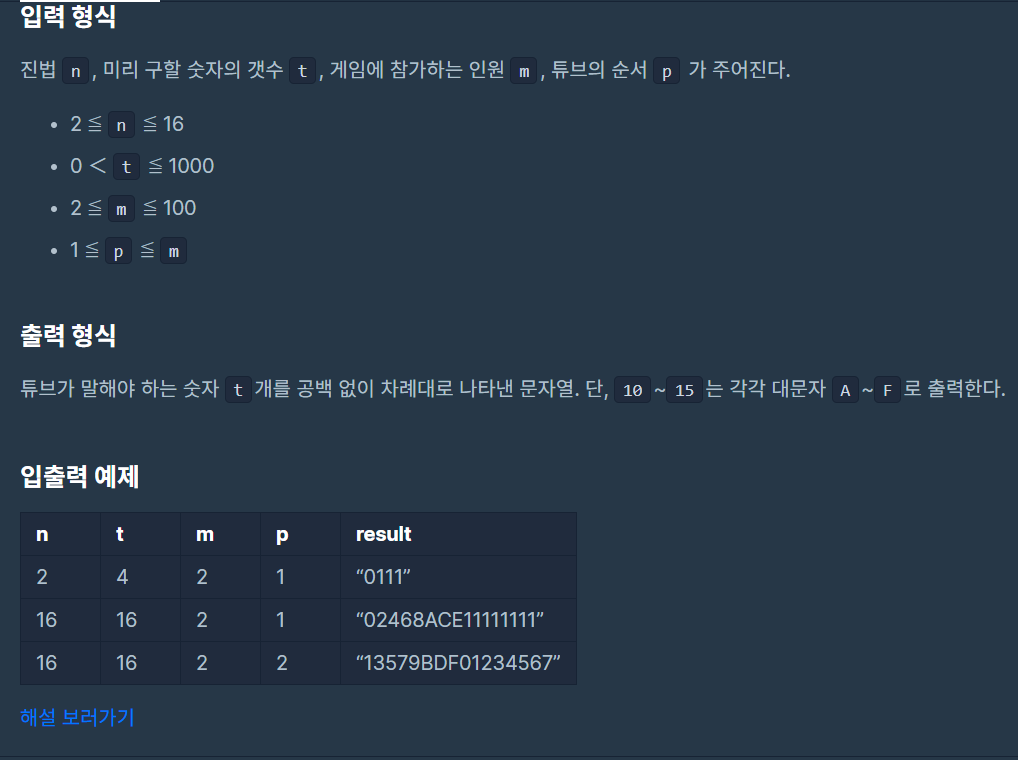 입력 형식
진법 n , 미리 구할 숫자의 갯수 t , 게임에 참가하는 인원 m , 튜브의 순서 p 가 주어진다.
• 2 ≦ n ≦ 16
• 0 < t ≦ 1000
• 2 ≦ m ≦ 100
• 1 ≦ p ≦ m
출력 형식
튜브가 말해야 하는 숫자 t 개를 공백 없이 차례대로 나타낸 문자열. 단, 10 ~ 15 는 각각 대문자 A ~ F 로 출력한다.
입출력 예제
n t m p result
2 4 2 1 “0111”
16 16 2 1 “02468ACE11111111”
16 16 2 2 “13579BDF01234567”
해설 보러가기